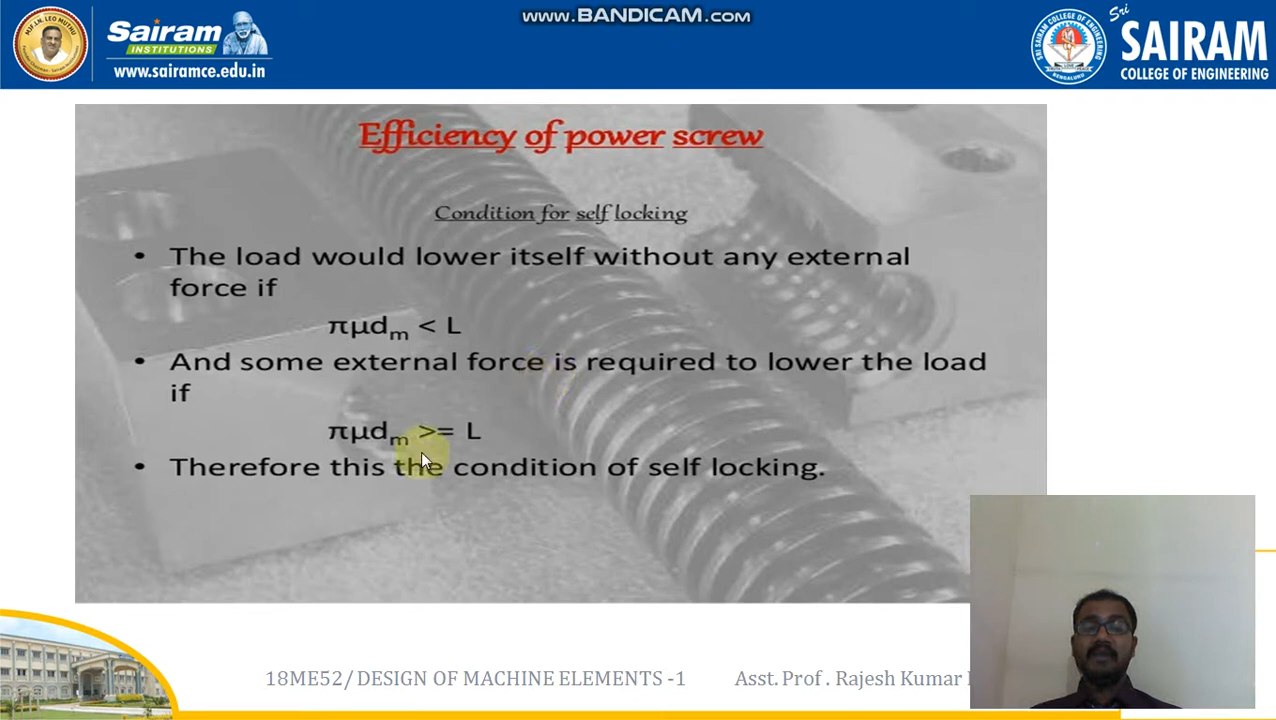 www.BANDICAM.com
Sairam
INSTITUTIONS
www.sairamce.edu.in
Sri
SAIRAM
COLLEGE OF ENGINEERING
Efficiency of power screw
Condition for self locking
• The load would lower itself without any external
force if
πμdm < L
• And some external force is required to lower the load
if
πμdm >= L
• Therefore this the condition of self locking.
18ME52/ DESIGN OF MACHINE ELEMENTS -1 Asst. Prof . Rajesh Kumar